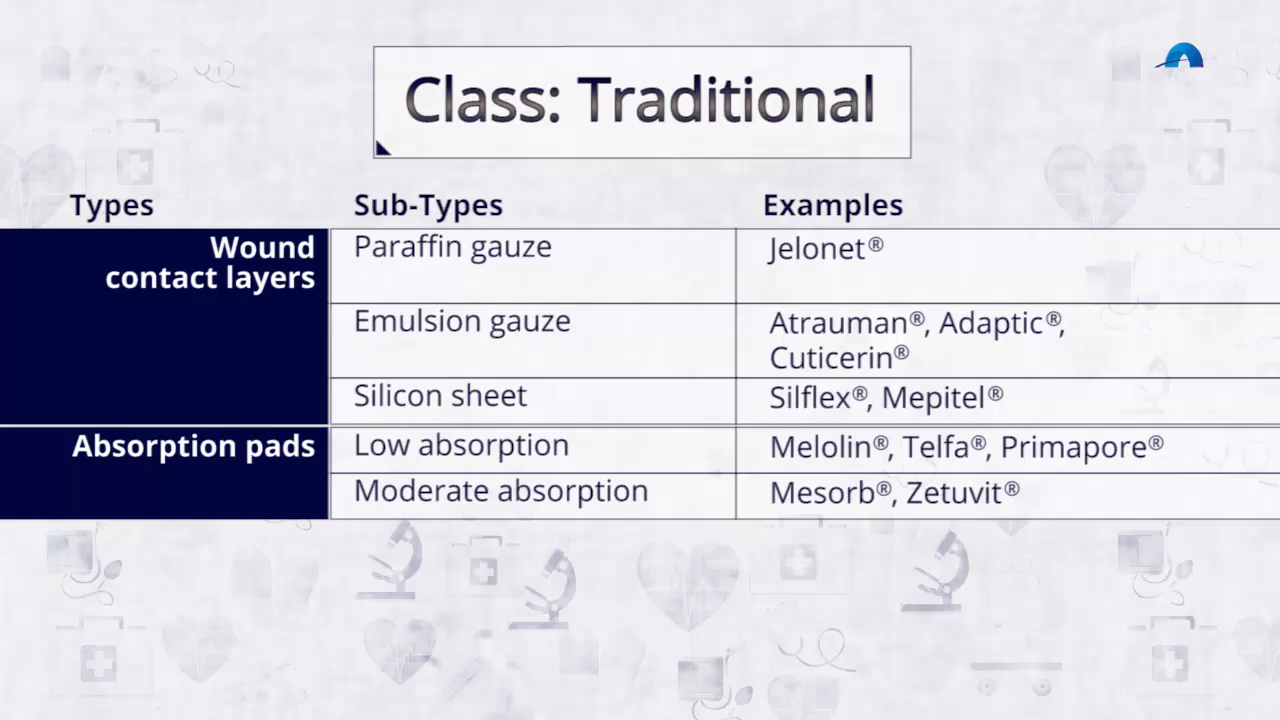 Class: Traditional
Types Sub-Types Examples
Wound contact layers Paraffin gauze Jelonet®
Emulsion gauze Atrauman®, Adaptic®,
Cuticerin®
Silicon sheet Silflex®, Mepitel®
Absorption pads Low absorption Melolin®, Telfa®, Primapore®
Moderate absorption Mesorb®, Zetuvit®